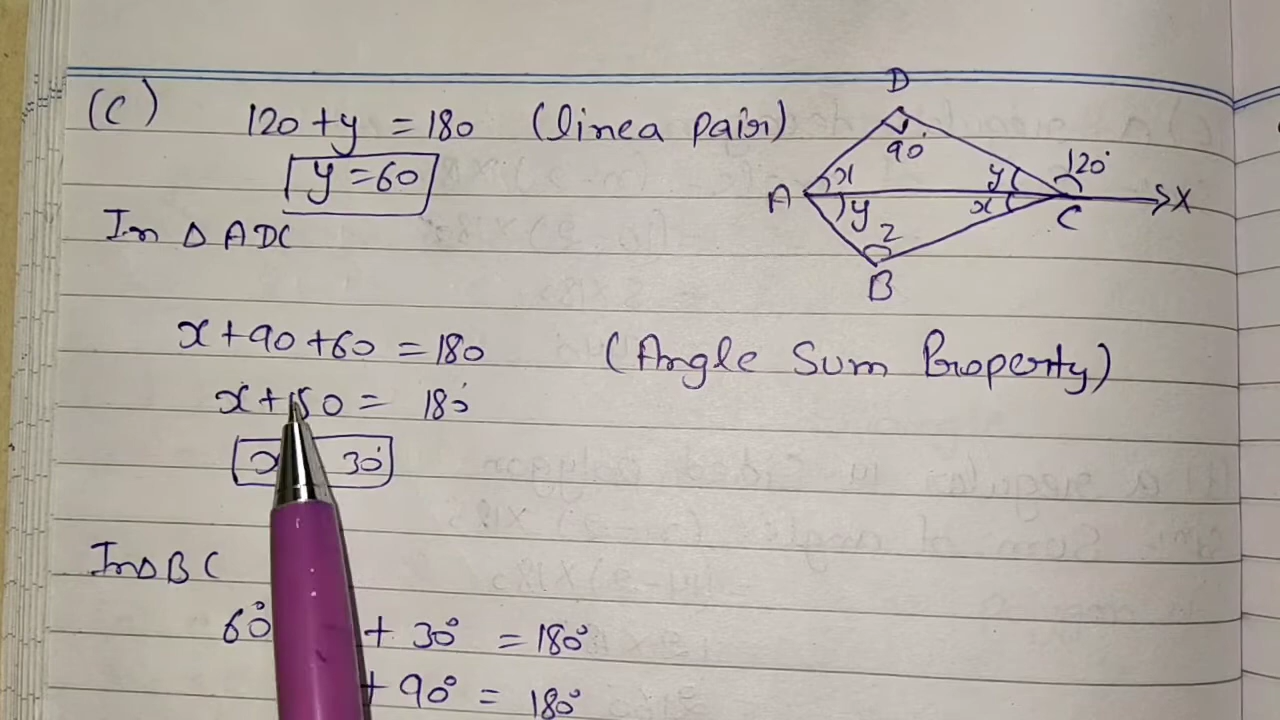 (C) 120 + y = 180 (linea pair)
y = 60
In Δ ADC
x + 90 + 60 = 180 (Angle Sum Property)
x + 150 = 180°
x 30°
In Δ B C
60° + 30° = 180°
+ 90° = 180°
D
90°
120°
x
y
A
X
y
x
C
z
B